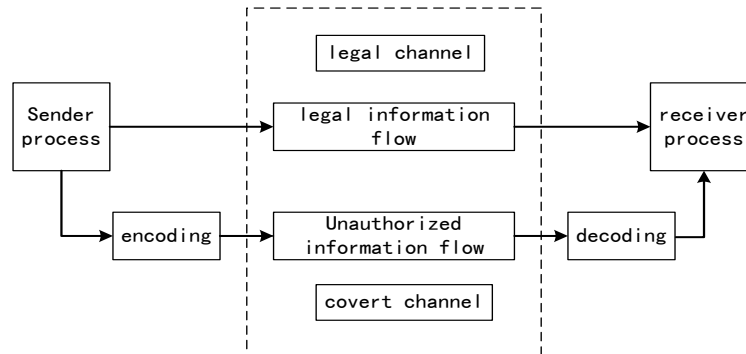 legal channel
Sender
process
legal information
flow
receiver
process
encoding
Unauthorized
information flow
decoding
covert channel